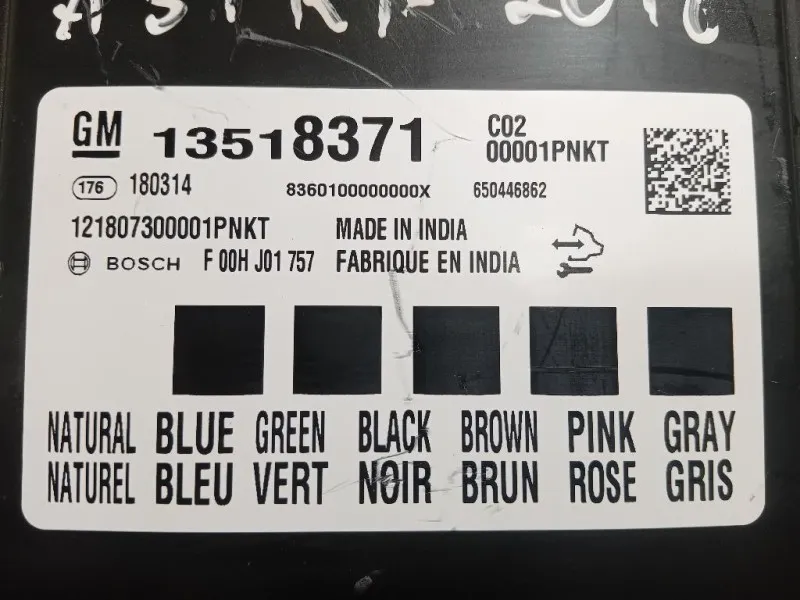 GM 13518371 C02
00001PNKT
176 180314 8360100000000X 650446862
121807300001PNKT MADE IN INDIA
BOSCH F 00H J01 757 FABRIQUE EN INDIA
NATURAL BLUE GREEN BLACK BROWN PINK GRAY
NATUREL BLEU VERT NOIR BRUN ROSE GRIS